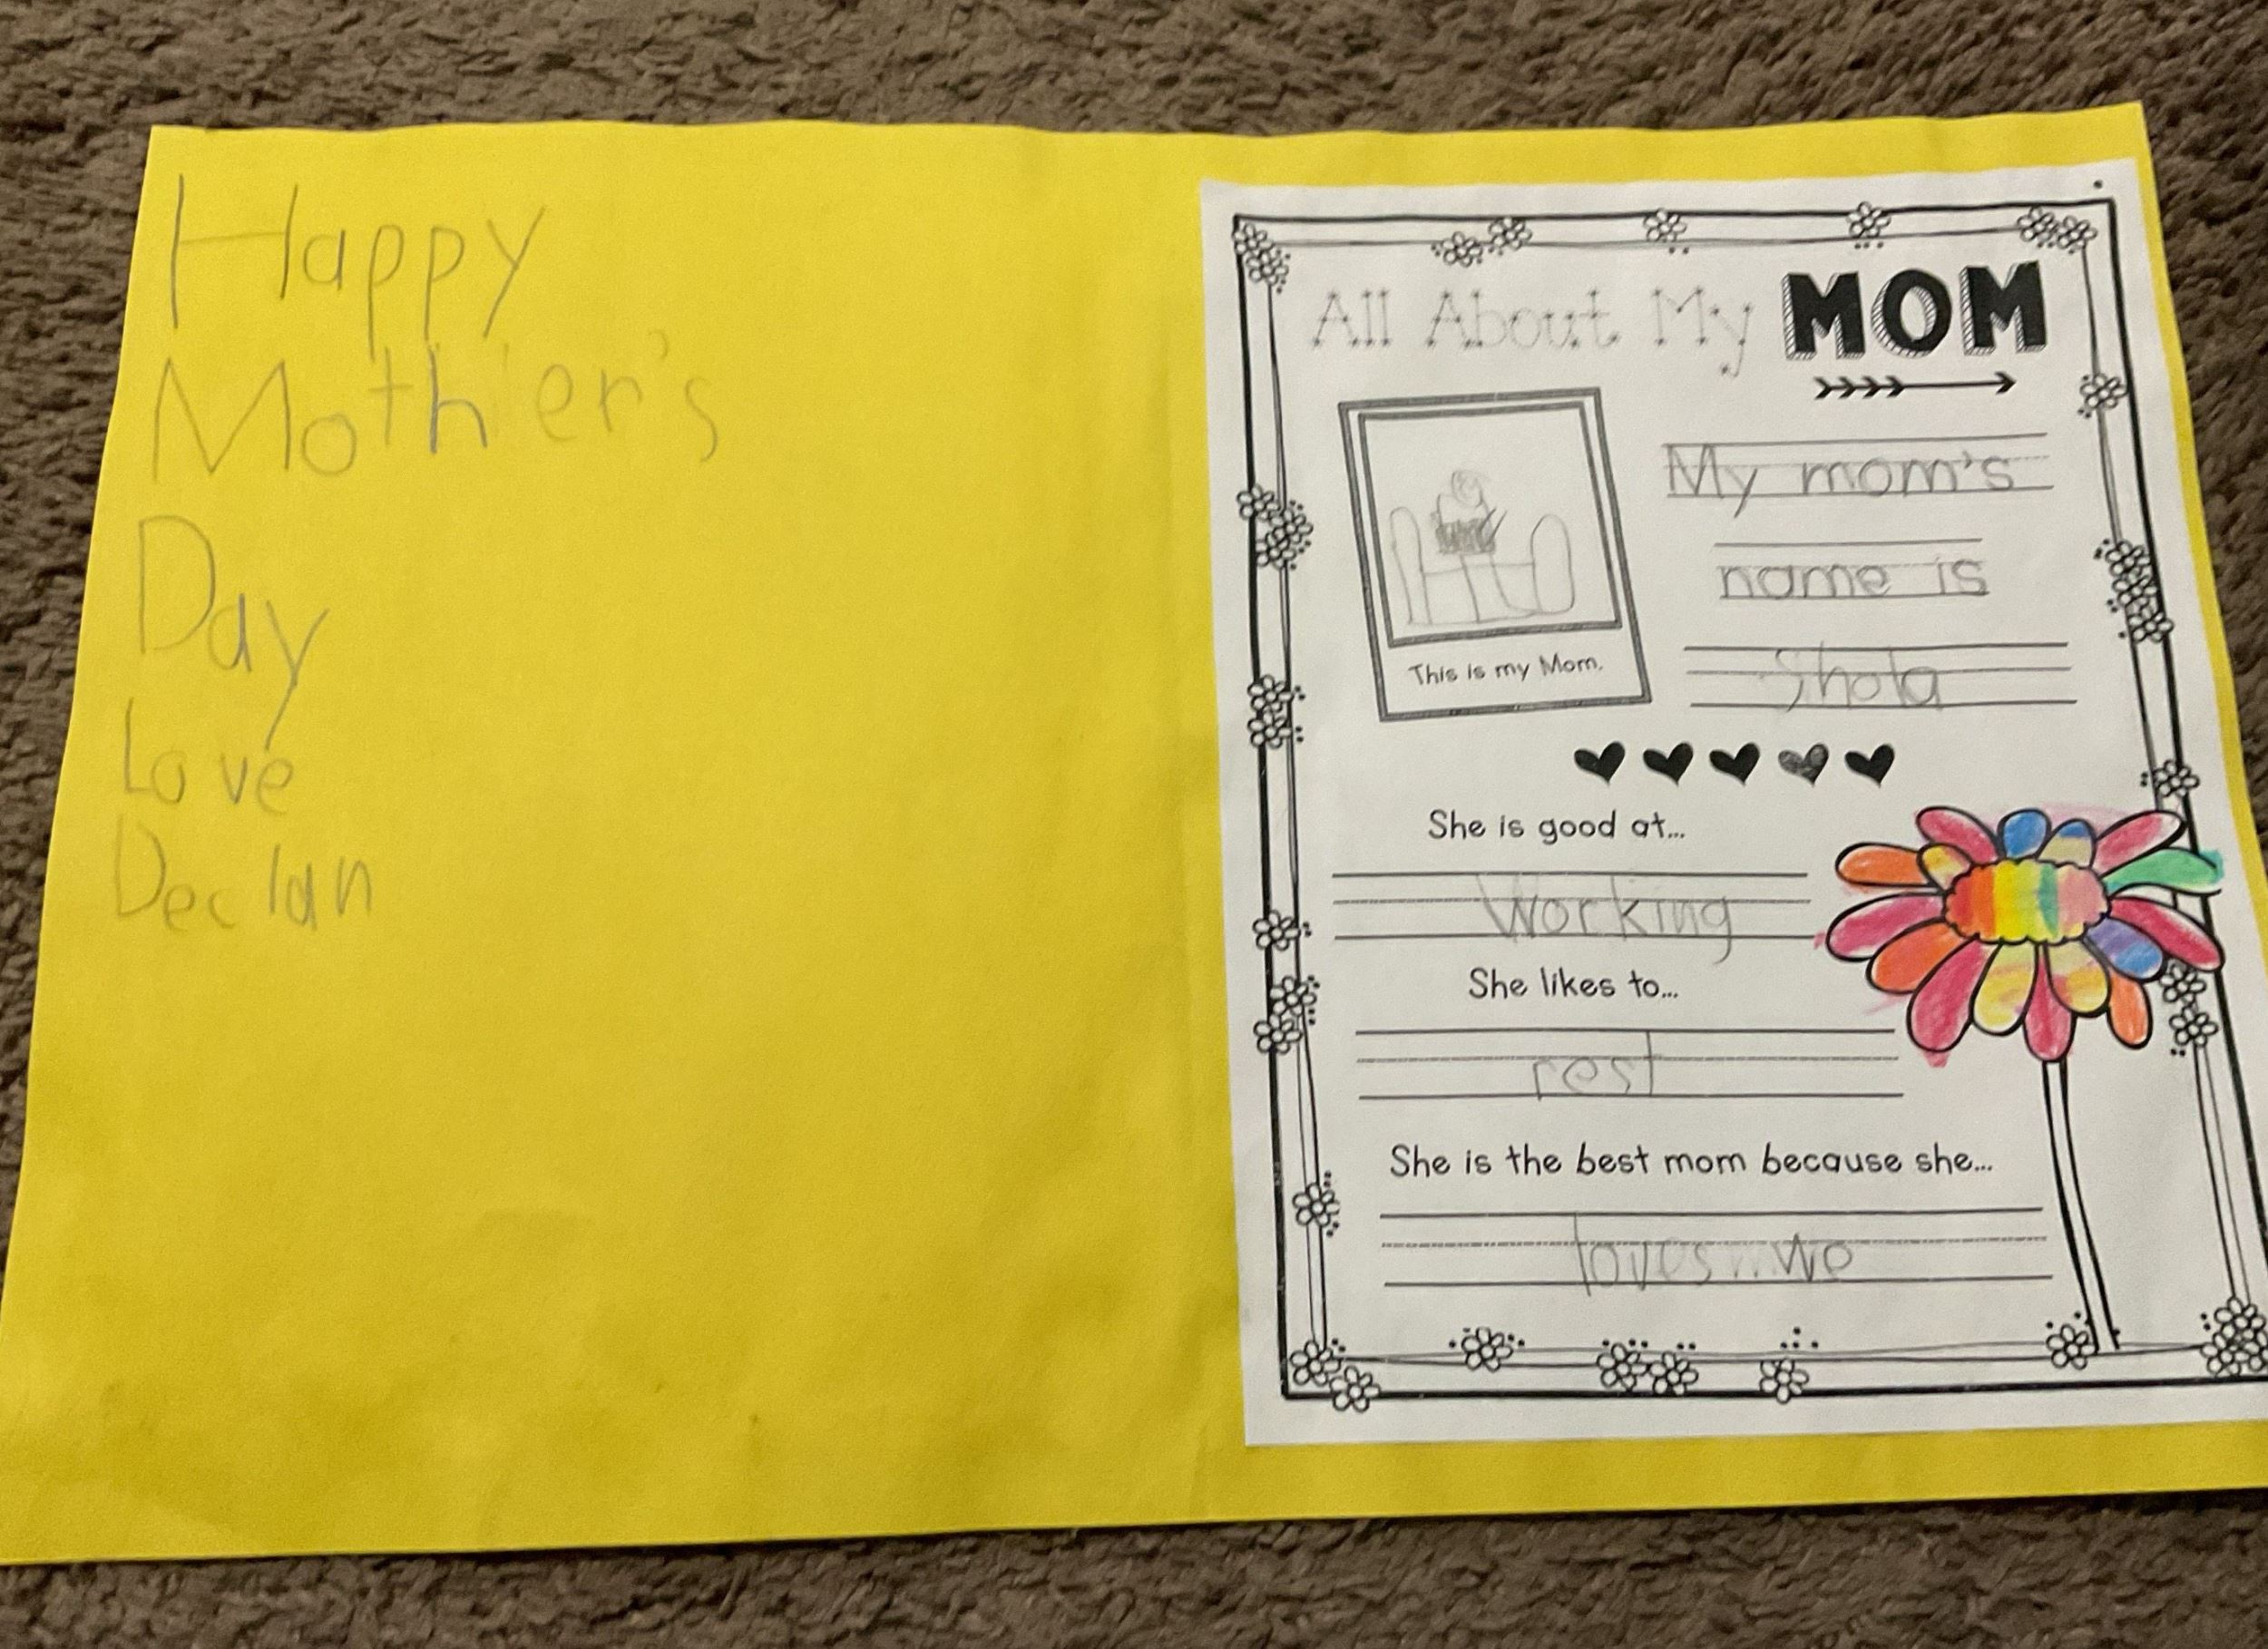 Happy
Mother's
Day
Love
Declan
All About My MOM
My mom's
name is
Shola
This is my Mom.
She is good at...
Working
She likes to...
rest
She is the best mom because she...
loves we